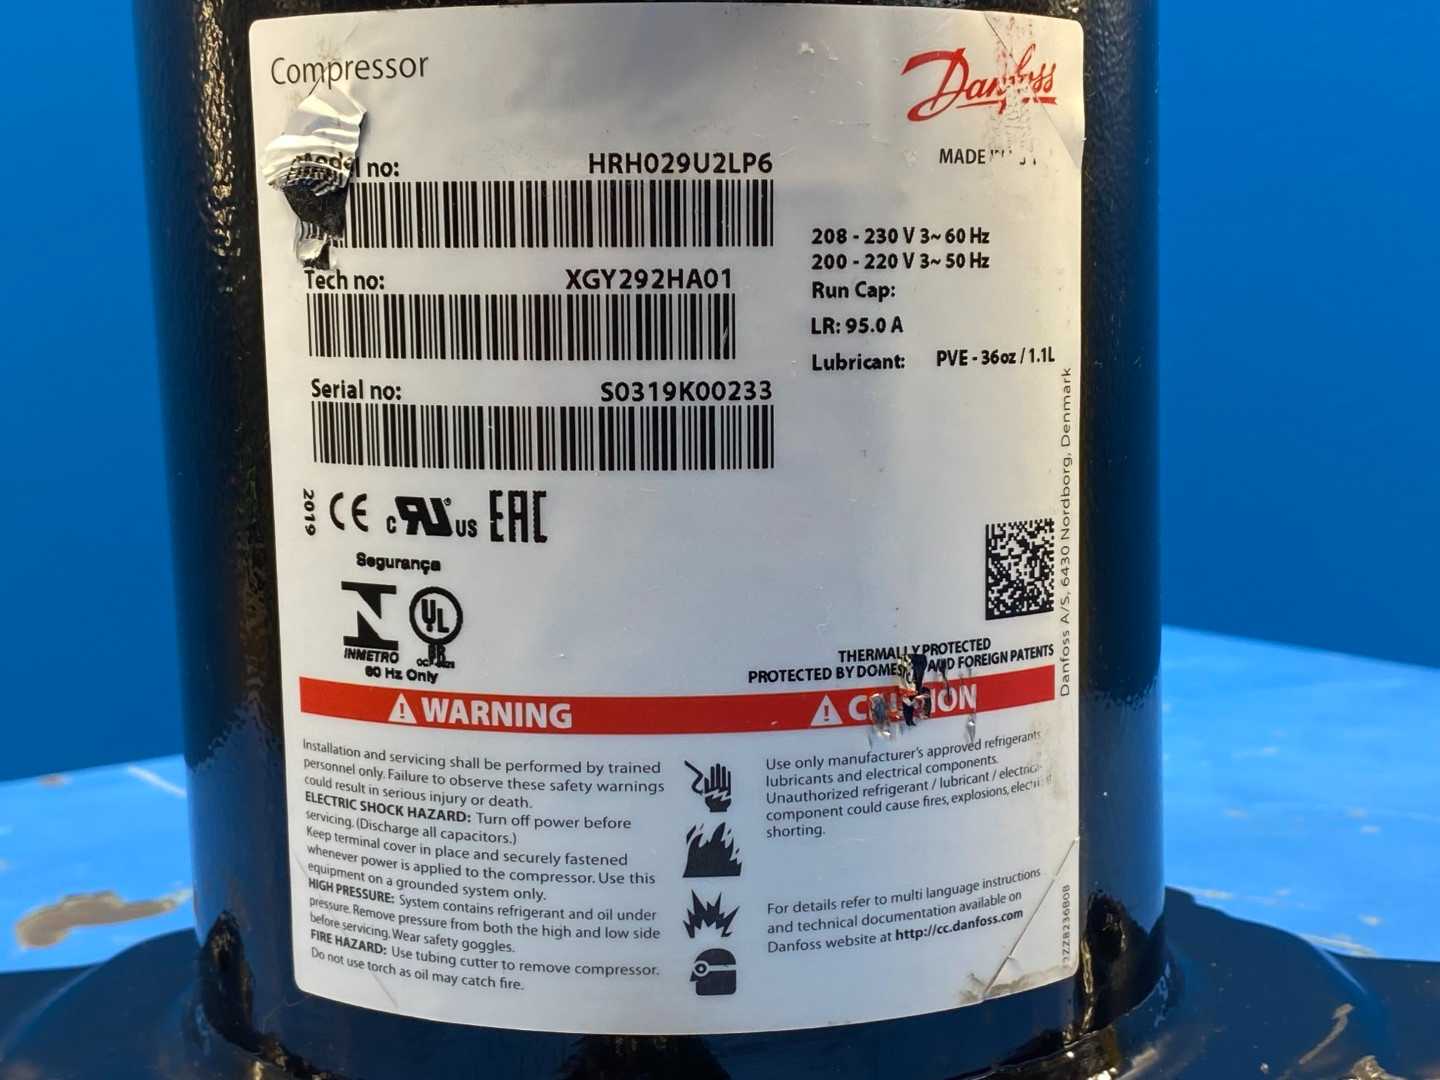 Compressor
Danfoss
Model no: HRH029U2LP6
MADE
208 - 230 V 3~ 60 Hz
200 - 220 V 3~ 50 Hz
Tech no: XGY292HA01
Run Cap:
LR: 95.0 A
Lubricant: PVE - 36oz / 1.1L
Serial no: S0319K00233
2019
CE
c RU us
EAC
Segurança
INMETRO
UL
BR
60 Hz Only
Danfoss A/S, 6430 Nordborg, Denmark
THERMALLY PROTECTED
PROTECTED BY DOMESTIC AND FOREIGN PATENTS
WARNING
CAUTION
Installation and servicing shall be performed by trained
personnel only. Failure to observe these safety warnings
could result in serious injury or death.
ELECTRIC SHOCK HAZARD: Turn off power before
servicing. (Discharge all capacitors.)
Keep terminal cover in place and securely fastened
whenever power is applied to the compressor. Use this
equipment on a grounded system only.
HIGH PRESSURE: System contains refrigerant and oil under
pressure. Remove pressure from both the high and low side
before servicing. Wear safety goggles.
FIRE HAZARD: Use tubing cutter to remove compressor.
Do not use torch as oil may catch fire.
Use only manufacturer's approved refrigerants
lubricants and electrical components.
Unauthorized refrigerant / lubricant / electrical
component could cause fires, explosions, electrical
shorting.
For details refer to multi language instructions
and technical documentation available on
Danfoss website at http://cc.danfoss.com